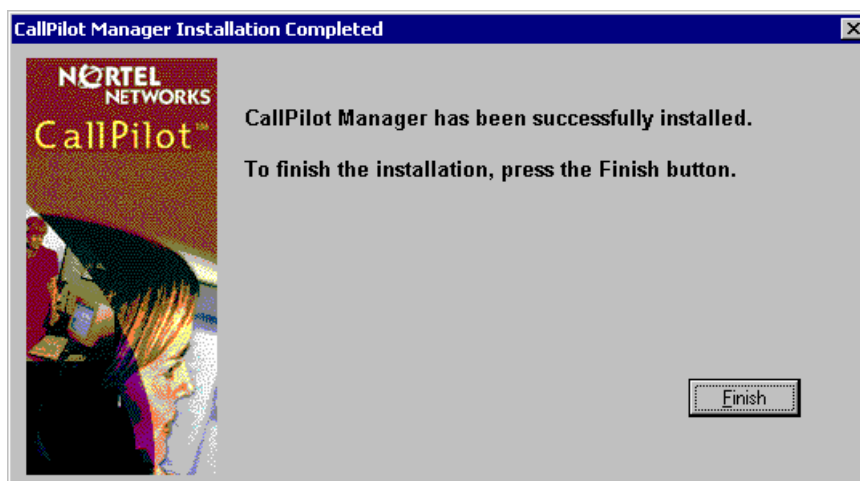 CallPilot Manager Installation Completed
NORTEL
NETWORKS
CallPilot™
CallPilot Manager has been successfully installed.
To finish the installation, press the Finish button.
Finish